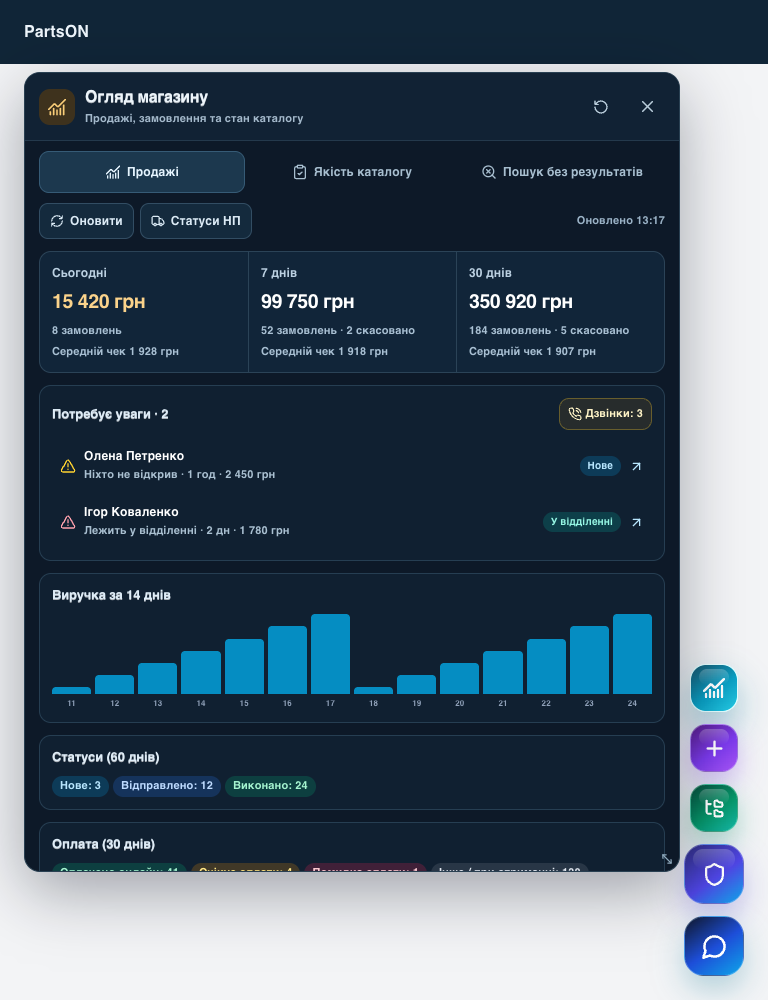 PartsON
Огляд магазину
Продажі, замовлення та стан каталогу
Продажі
Якість каталогу
Пошук без результатів
Оновити
Статуси НП
Оновлено 13:17
Сьогодні
15 420 грн
8 замовлень
Середній чек 1 928 грн
7 днів
99 750 грн
52 замовлень · 2 скасовано
Середній чек 1 918 грн
30 днів
350 920 грн
184 замовлень · 5 скасовано
Середній чек 1 907 грн
Потребує уваги · 2
Дзвінки: 3
Олена Петренко
Ніхто не відкрив · 1 год · 2 450 грн
Нове
Ігор Коваленко
Лежить у відділенні · 2 дн · 1 780 грн
У відділенні
Виручка за 14 днів
11 12 13 14 15 16 17 18 19 20 21 22 23 24
Статуси (60 днів)
Нове: 3 Відправлено: 12 Виконано: 24
Оплата (30 днів)